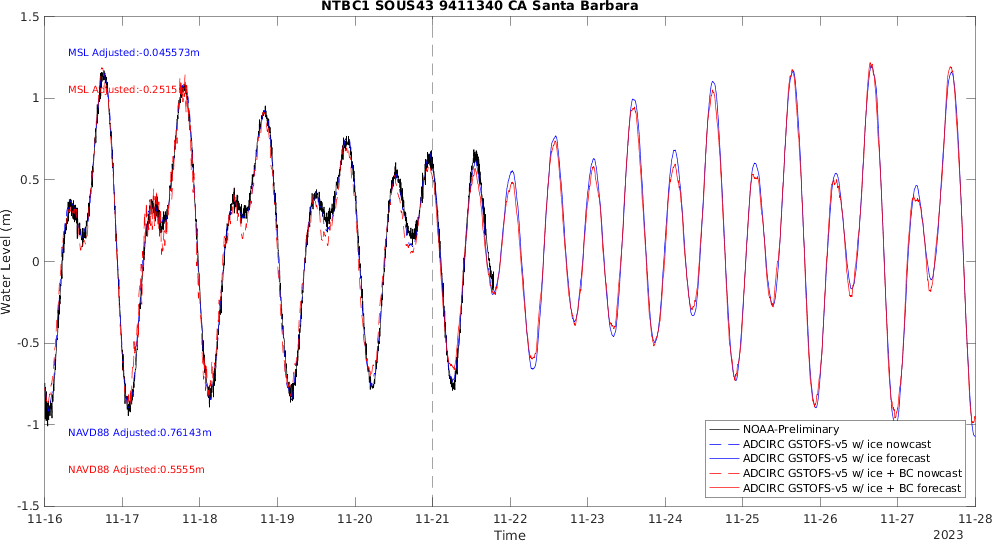 NTBC1 SOUS43 9411340 CA Santa Barbara
1.5
1
0.5
0
-0.5
-1
-1.5
Water Level (m)
MSL Adjusted:-0.045573m
MSL Adjusted:-0.2515
NAVD88 Adjusted:0.76143m
NAVD88 Adjusted:0.5555m
NOAA-Preliminary
ADCIRC GSTOFS-v5 w/ ice nowcast
ADCIRC GSTOFS-v5 w/ ice forecast
ADCIRC GSTOFS-v5 w/ ice + BC nowcast
ADCIRC GSTOFS-v5 w/ ice + BC forecast
11-16 11-17 11-18 11-19 11-20 11-21 11-22 11-23 11-24 11-25 11-26 11-27 11-28
Time
2023